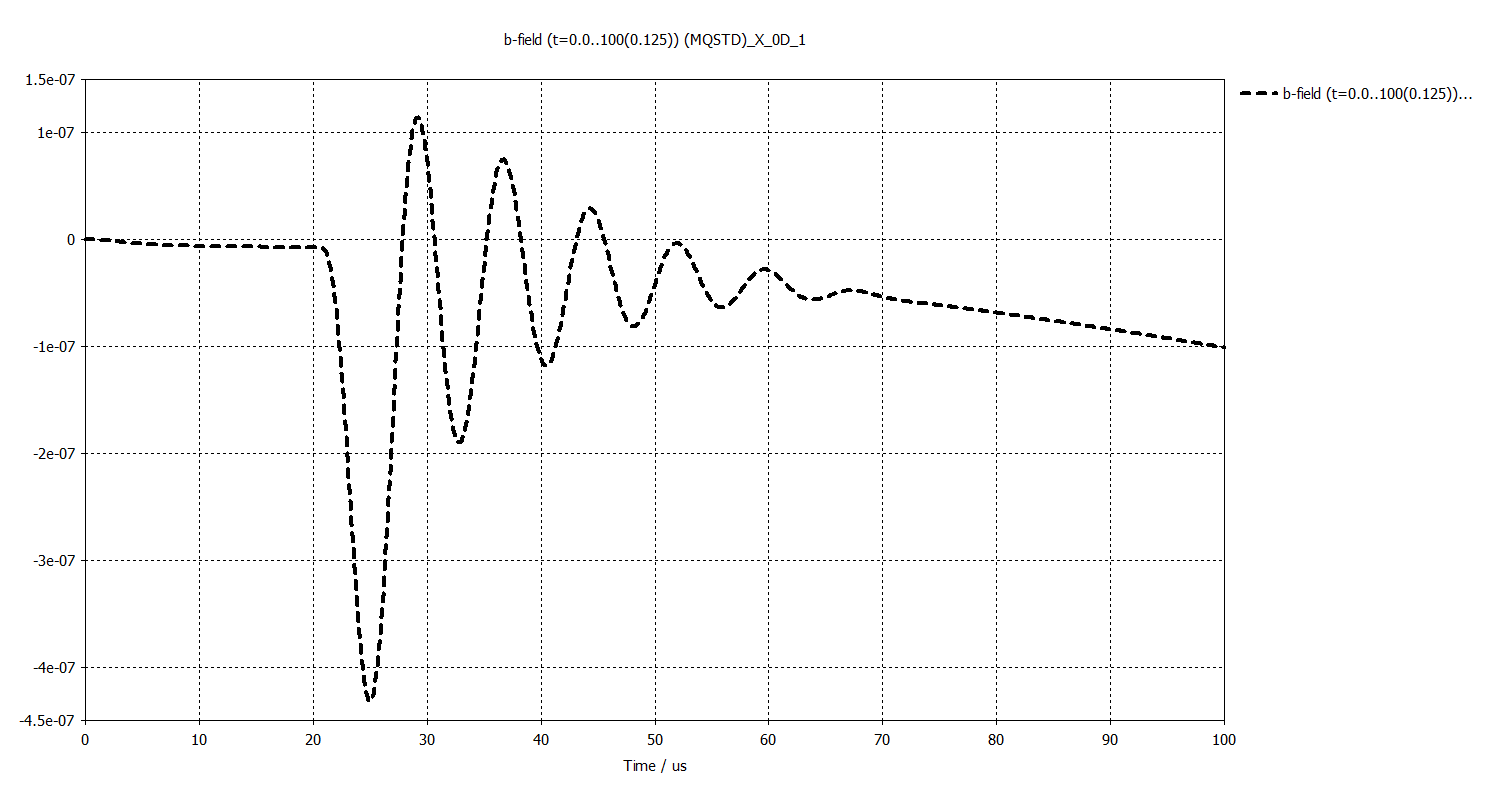 b-field (t=0.0..100(0.125)) (MQSTD)_X_0D_1
1.5e-07
1e-07
0
-1e-07
-2e-07
-3e-07
-4e-07
-4.5e-07
0 10 20 30 40 50 60 70 80 90 100
Time / us
b-field (t=0.0..100(0.125))...